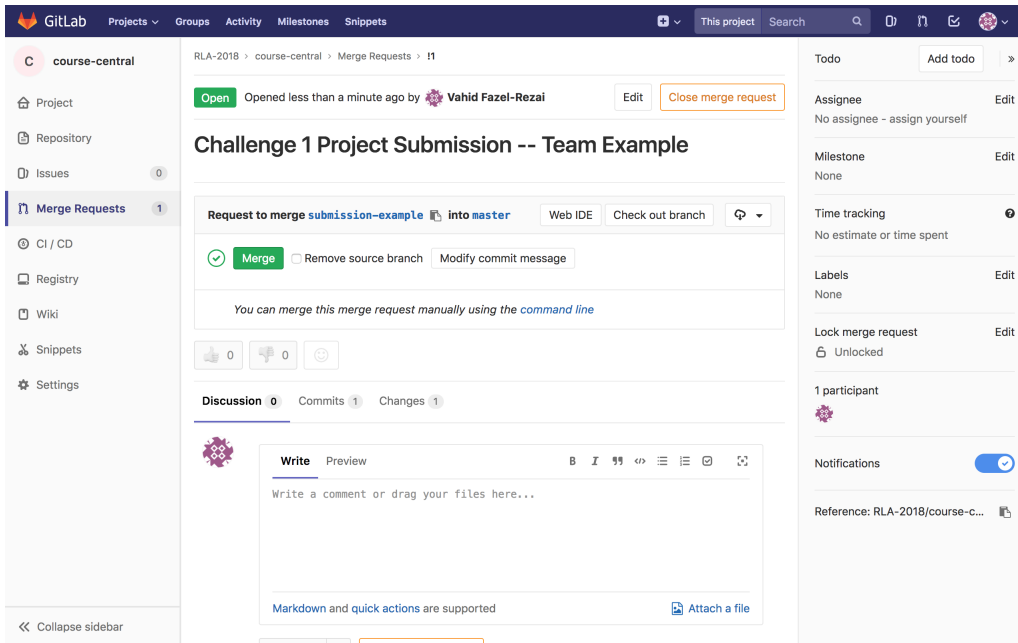 GitLab Projects Groups Activity Milestones Snippets This project Search
C course-central
Project
Repository
Issues 0
Merge Requests 1
CI / CD
Registry
Wiki
Snippets
Settings
Collapse sidebar
RLA-2018 › course-central › Merge Requests › !1
Open Opened less than a minute ago by Vahid Fazel-Rezai Edit Close merge request
Challenge 1 Project Submission -- Team Example
Request to merge submission-example into master Web IDE Check out branch
Merge Remove source branch Modify commit message
You can merge this merge request manually using the command line
0 0
Discussion 0 Commits 1 Changes 1
Write Preview
Write a comment or drag your files here...
Markdown and quick actions are supported Attach a file
Todo Add todo »
Assignee Edit
No assignee - assign yourself
Milestone Edit
None
Time tracking
No estimate or time spent
Labels Edit
None
Lock merge request Edit
Unlocked
1 participant
Notifications
Reference: RLA-2018/course-c...